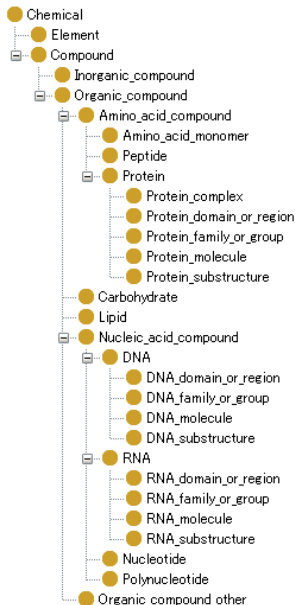 Chemical
Element
Compound
Inorganic_compound
Organic_compound
Amino_acid_compound
Amino_acid_monomer
Peptide
Protein
Protein_complex
Protein_domain_or_region
Protein_family_or_group
Protein_molecule
Protein_substructure
Carbohydrate
Lipid
Nucleic_acid_compound
DNA
DNA_domain_or_region
DNA_family_or_group
DNA_molecule
DNA_substructure
RNA
RNA_domain_or_region
RNA_family_or_group
RNA_molecule
RNA_substructure
Nucleotide
Polynucleotide
Organic compound other